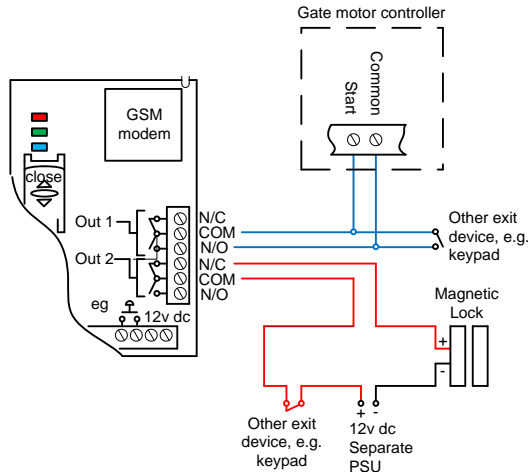 Gate motor controller
Start
Common
GSM
modem
close
Out 1
Out 2
N/C
COM
N/O
N/C
COM
N/O
eg
12v dc
Other exit
device, e.g.
keypad
Magnetic
Lock
+
-
Other exit
device, e.g.
keypad
+ -
12v dc
Separate
PSU